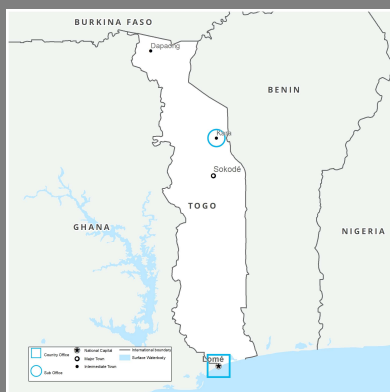 BURKINA FASO
Dapaong
BENIN
Kara
Sokodé
TOGO
GHANA
NIGERIA
Lomé
Country Office
Sub Office
National Capital
Major Town
Intermediate Town
International boundary
Surface Waterbody